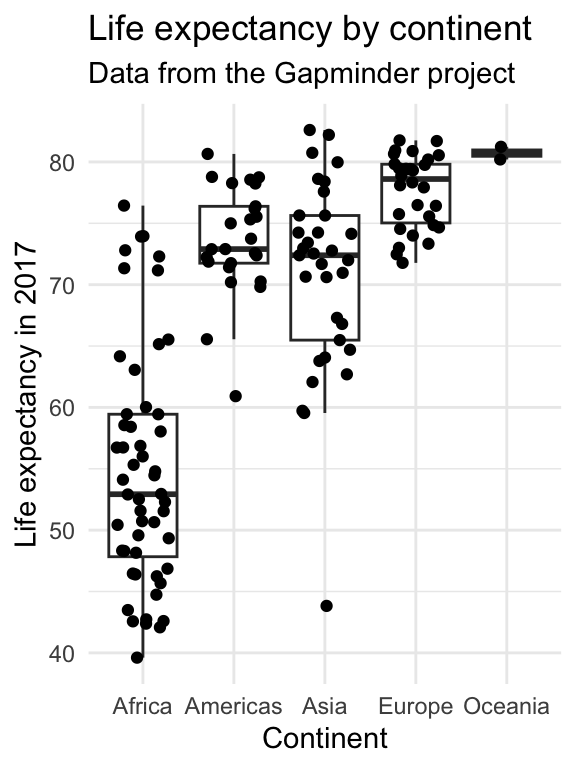 Life expectancy by continent
Data from the Gapminder project
Life expectancy in 2017
80
70
60
50
40
Africa Americas Asia Europe Oceania
Continent